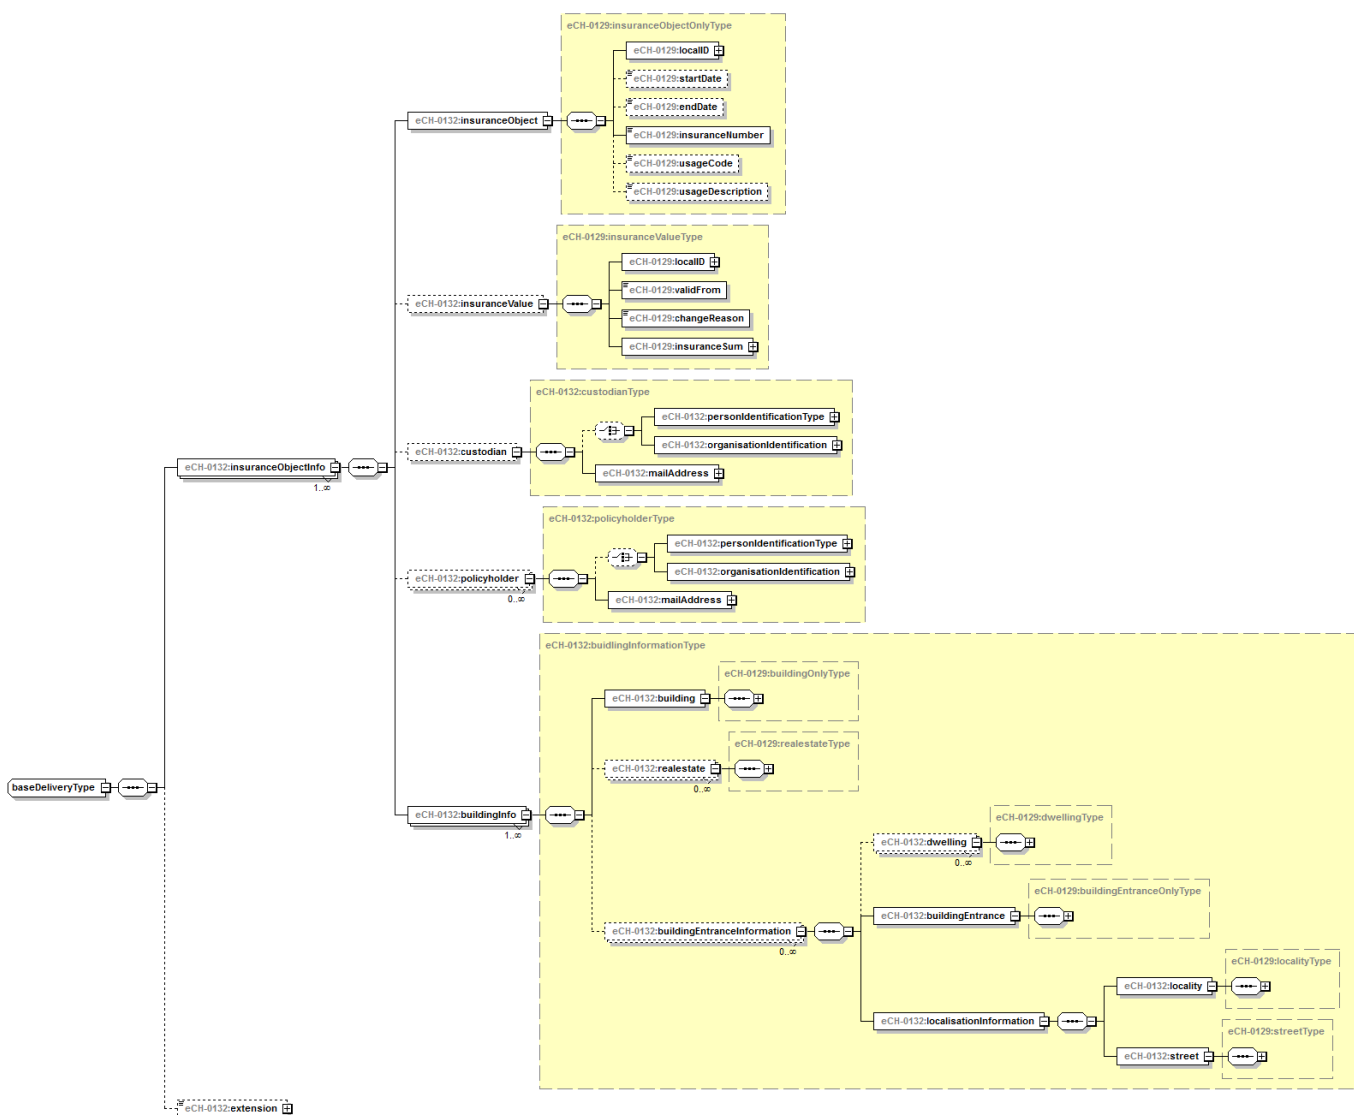 eCH-0129:insuranceObjectOnlyType
eCH-0129:localID
eCH-0129:startDate
eCH-0129:endDate
eCH-0132:insuranceObject
eCH-0129:insuranceNumber
eCH-0129:usageCode
eCH-0129:usageDescription
eCH-0129:insuranceValueType
eCH-0129:localID
eCH-0129:validFrom
eCH-0132:insuranceValue
eCH-0129:changeReason
eCH-0129:insuranceSum
eCH-0132:custodianType
eCH-0132:personIdentificationType
eCH-0132:organisationIdentification
eCH-0132:custodian
eCH-0132:mailAddress
eCH-0132:insuranceObjectInfo
1..∞
eCH-0132:policyholderType
eCH-0132:personIdentificationType
eCH-0132:organisationIdentification
eCH-0132:policyholder
0..∞
eCH-0132:mailAddress
eCH-0132:buidlingInformationType
eCH-0129:buildingOnlyType
eCH-0132:building
eCH-0129:realestateType
eCH-0132:realestate
0..∞
baseDeliveryType
eCH-0132:buildingInfo
1..∞
eCH-0129:dwellingType
eCH-0132:dwelling
0..∞
eCH-0129:buildingEntranceOnlyType
eCH-0132:buildingEntrance
eCH-0132:buildingEntranceInformation
0..∞
eCH-0129:localityType
eCH-0132:locality
eCH-0132:localisationInformation
eCH-0129:streetType
eCH-0132:street
eCH-0132:extension